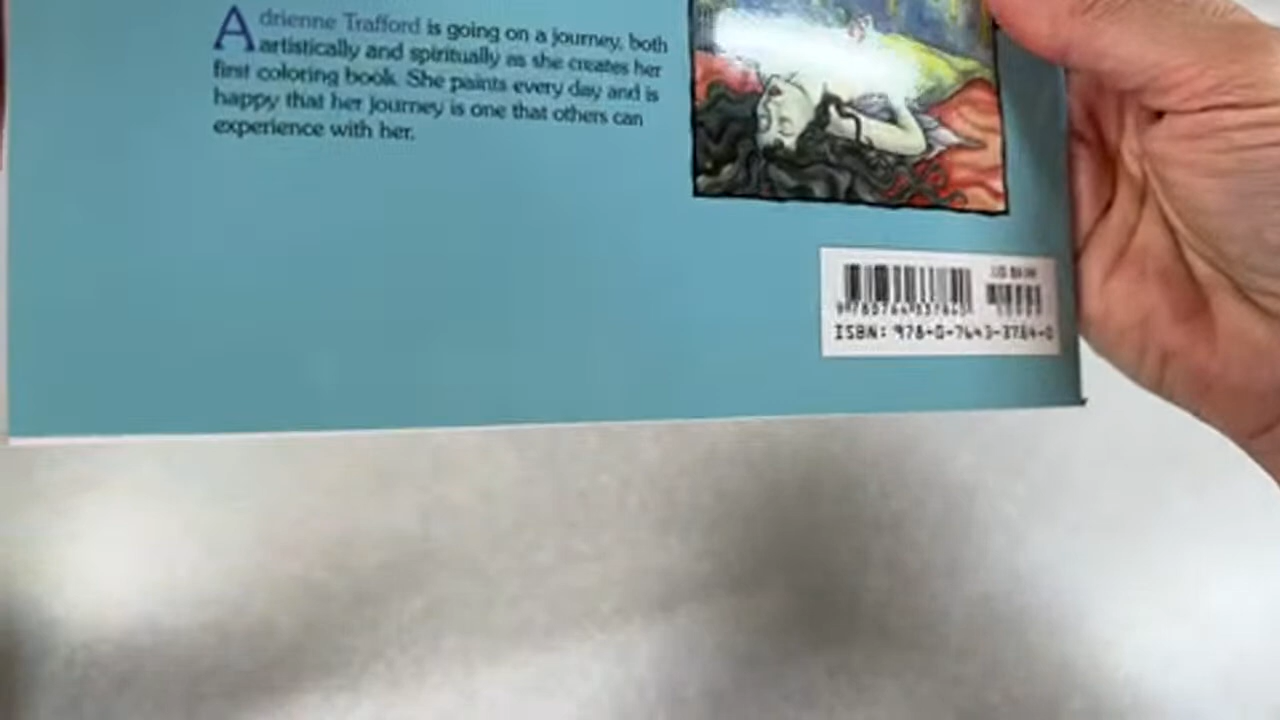 Adrienne Trafford is going on a journey, both
artistically and spiritually as she creates her
first coloring book. She paints every day and is
happy that her journey is one that others can
experience with her.
ISBN: 978-0-7643-3784-0